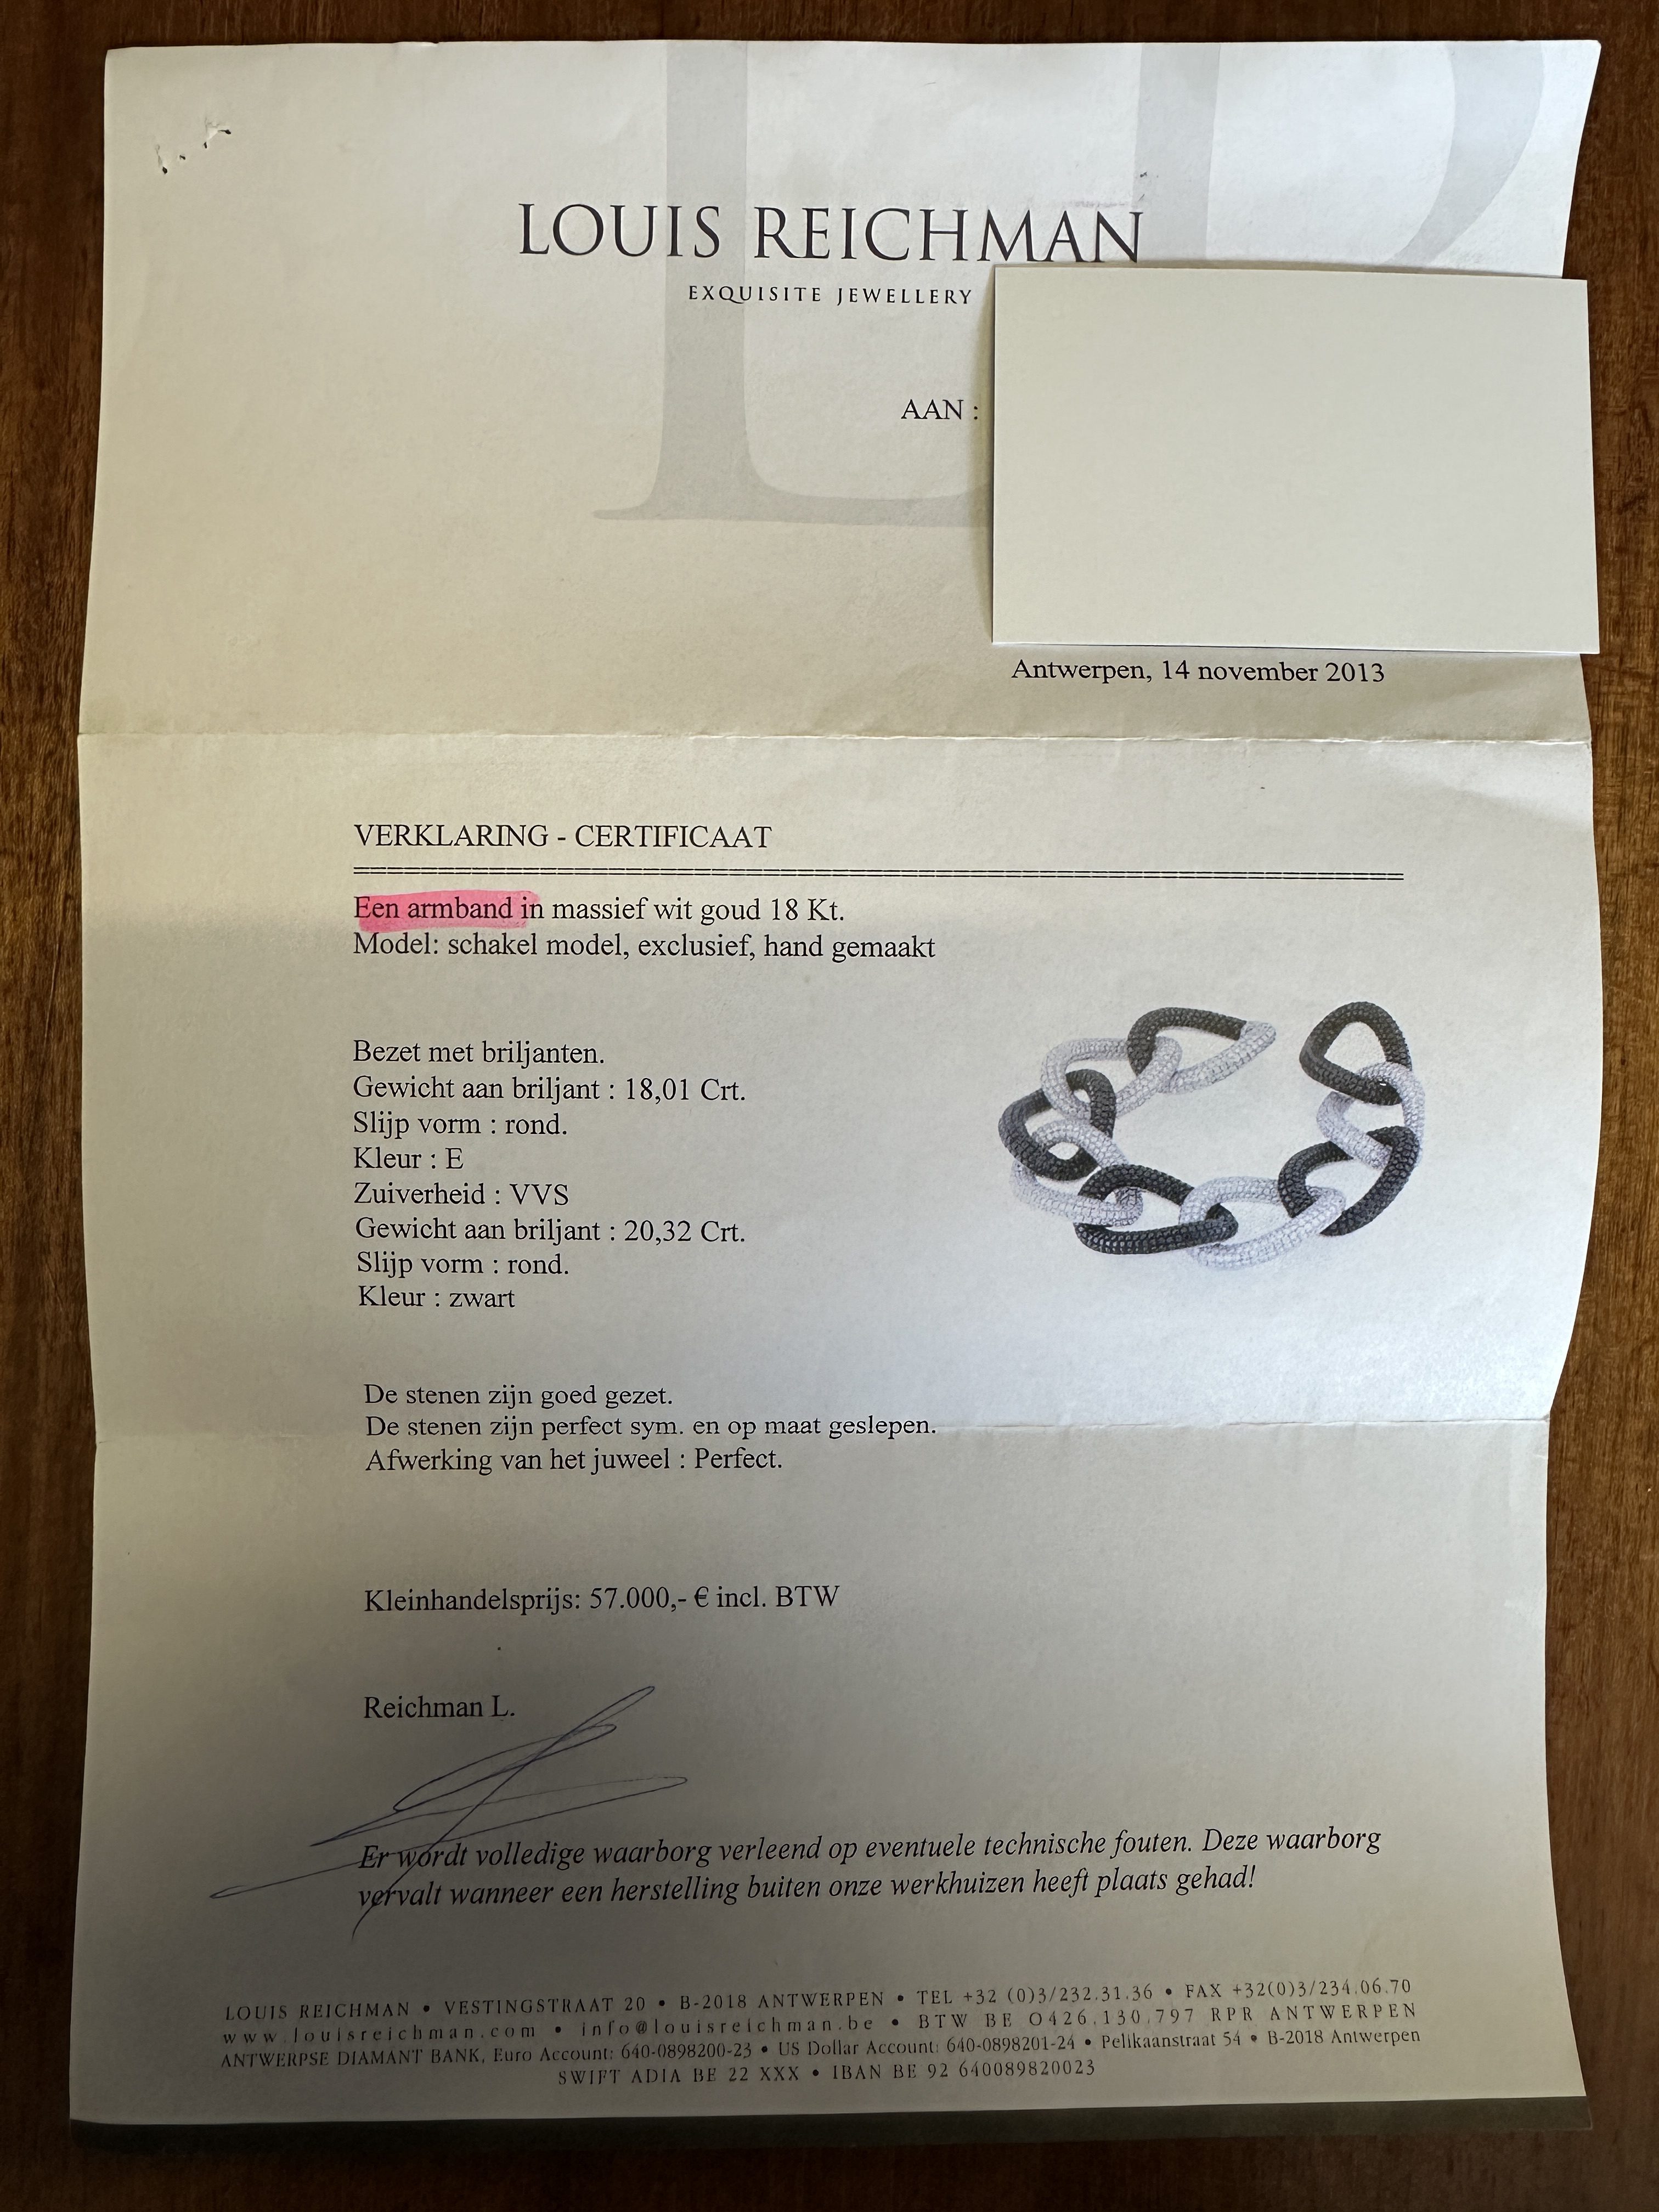 LOUIS REICHMAN
EXQUISITE JEWELLERY
AAN :
Antwerpen, 14 november 2013
VERKLARING - CERTIFICAAT
Een armband in massief wit goud 18 Kt.
Model: schakel model, exclusief, hand gemaakt
Bezet met briljanten.
Gewicht aan briljant : 18,01 Crt.
Slijp vorm : rond.
Kleur : E
Zuiverheid : VVS
Gewicht aan briljant : 20,32 Crt.
Slijp vorm : rond.
Kleur : zwart
De stenen zijn goed gezet.
De stenen zijn perfect sym. en op maat geslepen.
Afwerking van het juweel : Perfect.
Kleinhandelsprijs: 57.000,- € incl. BTW
Reichman L.
Er wordt volledige waarborg verleend op eventuele technische fouten. Deze waarborg
vervalt wanneer een herstelling buiten onze werkhuizen heeft plaats gehad!
LOUIS REICHMAN • VESTINGSTRAAT 20 • B-2018 ANTWERPEN • TEL +32 (0)3/232.31.36 • FAX +32(0)3/234.06.70
www.louisreichman.com • info@louisreichman.be • BTW BE 0426.130.797 RPR ANTWERPEN
ANTWERPSE DIAMANT BANK, Euro Account: 640-0898200-23 • US Dollar Account: 640-0898201-24 • Pelikaanstraat 54 • B-2018 Antwerpen
SWIFT ADIA BE 22 XXX • IBAN BE 92 640089820023